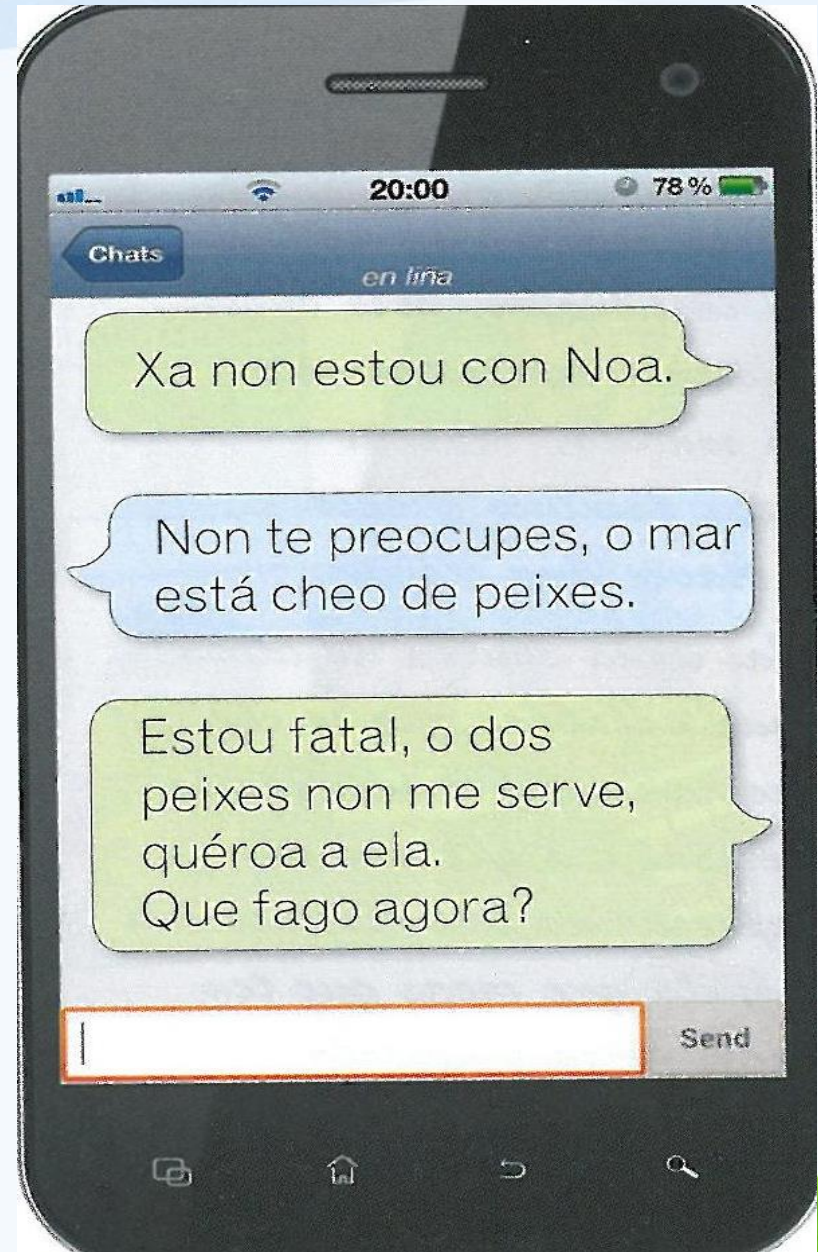 20:00
78 %
Chats
en liña
Xa non estou con Noa.
Non te preocupes, o mar
está cheo de peixes.
Estou fatal, o dos
peixes non me serve,
quéroa a ela.
Que fago agora?
Send